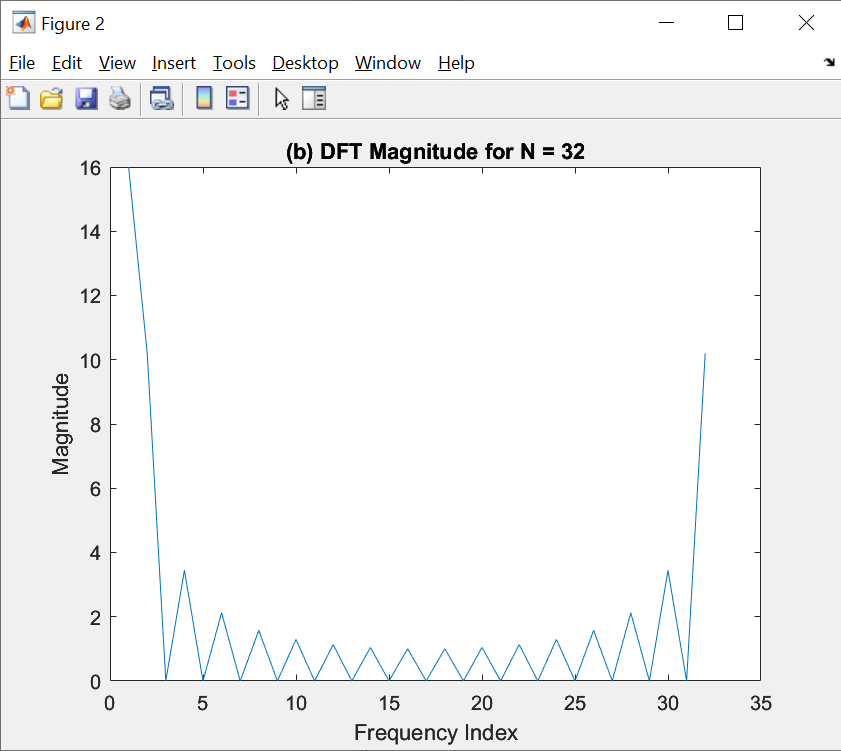 Figure 2
File Edit View Insert Tools Desktop Window Help
(b) DFT Magnitude for N = 32
16
14
12
10
8
6
4
2
0
Magnitude
0 5 10 15 20 25 30 35
Frequency Index